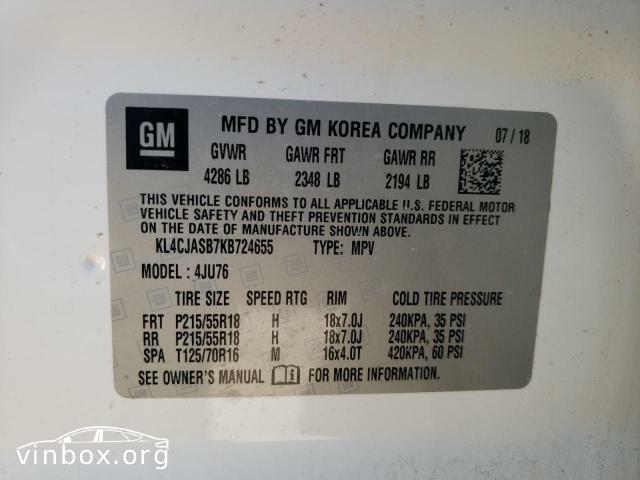 GM MFD BY GM KOREA COMPANY 07/18
GVWR GAWR FRT GAWR RR
4286 LB 2348 LB 2194 LB
THIS VEHICLE CONFORMS TO ALL APPLICABLE U.S. FEDERAL MOTOR
VEHICLE SAFETY AND THEFT PREVENTION STANDARDS IN EFFECT
ON THE DATE OF MANUFACTURE SHOWN ABOVE.
KL4CJASB7KB724655 TYPE: MPV
MODEL : 4JU76
TIRE SIZE SPEED RTG RIM COLD TIRE PRESSURE
FRT P215/55R18 H 18x7.0J 240KPA, 35 PSI
RR P215/55R18 H 18x7.0J 240KPA, 35 PSI
SPA T125/70R16 M 16x4.0T 420KPA, 60 PSI
SEE OWNER'S MANUAL FOR MORE INFORMATION.
vinbox.org